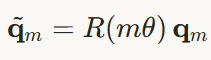 q̃ₘ = R(mθ) qₘ